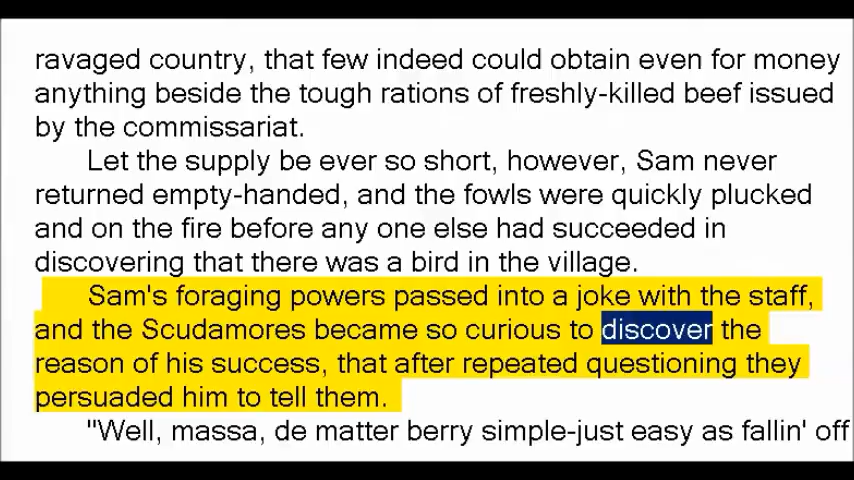 ravaged country, that few indeed could obtain even for money
anything beside the tough rations of freshly-killed beef issued
by the commissariat.
Let the supply be ever so short, however, Sam never
returned empty-handed, and the fowls were quickly plucked
and on the fire before any one else had succeeded in
discovering that there was a bird in the village.
Sam's foraging powers passed into a joke with the staff,
and the Scudamores became so curious to discover the
reason of his success, that after repeated questioning they
persuaded him to tell them.
"Well, massa, de matter berry simple-just easy as fallin' off